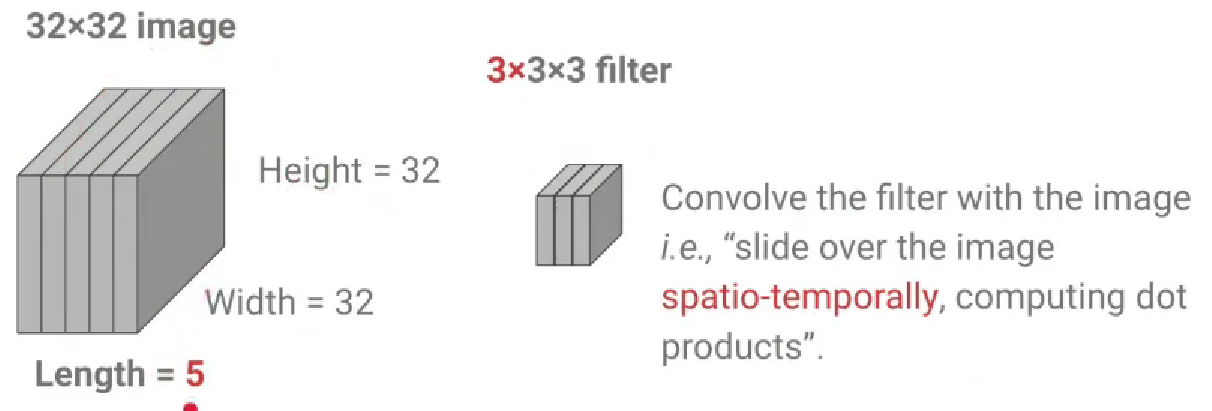 32×32 image
3×3×3 filter
Height = 32
Width = 32
Length = 5
Convolve the filter with the image
i.e., “slide over the image
spatio-temporally, computing dot
products”.